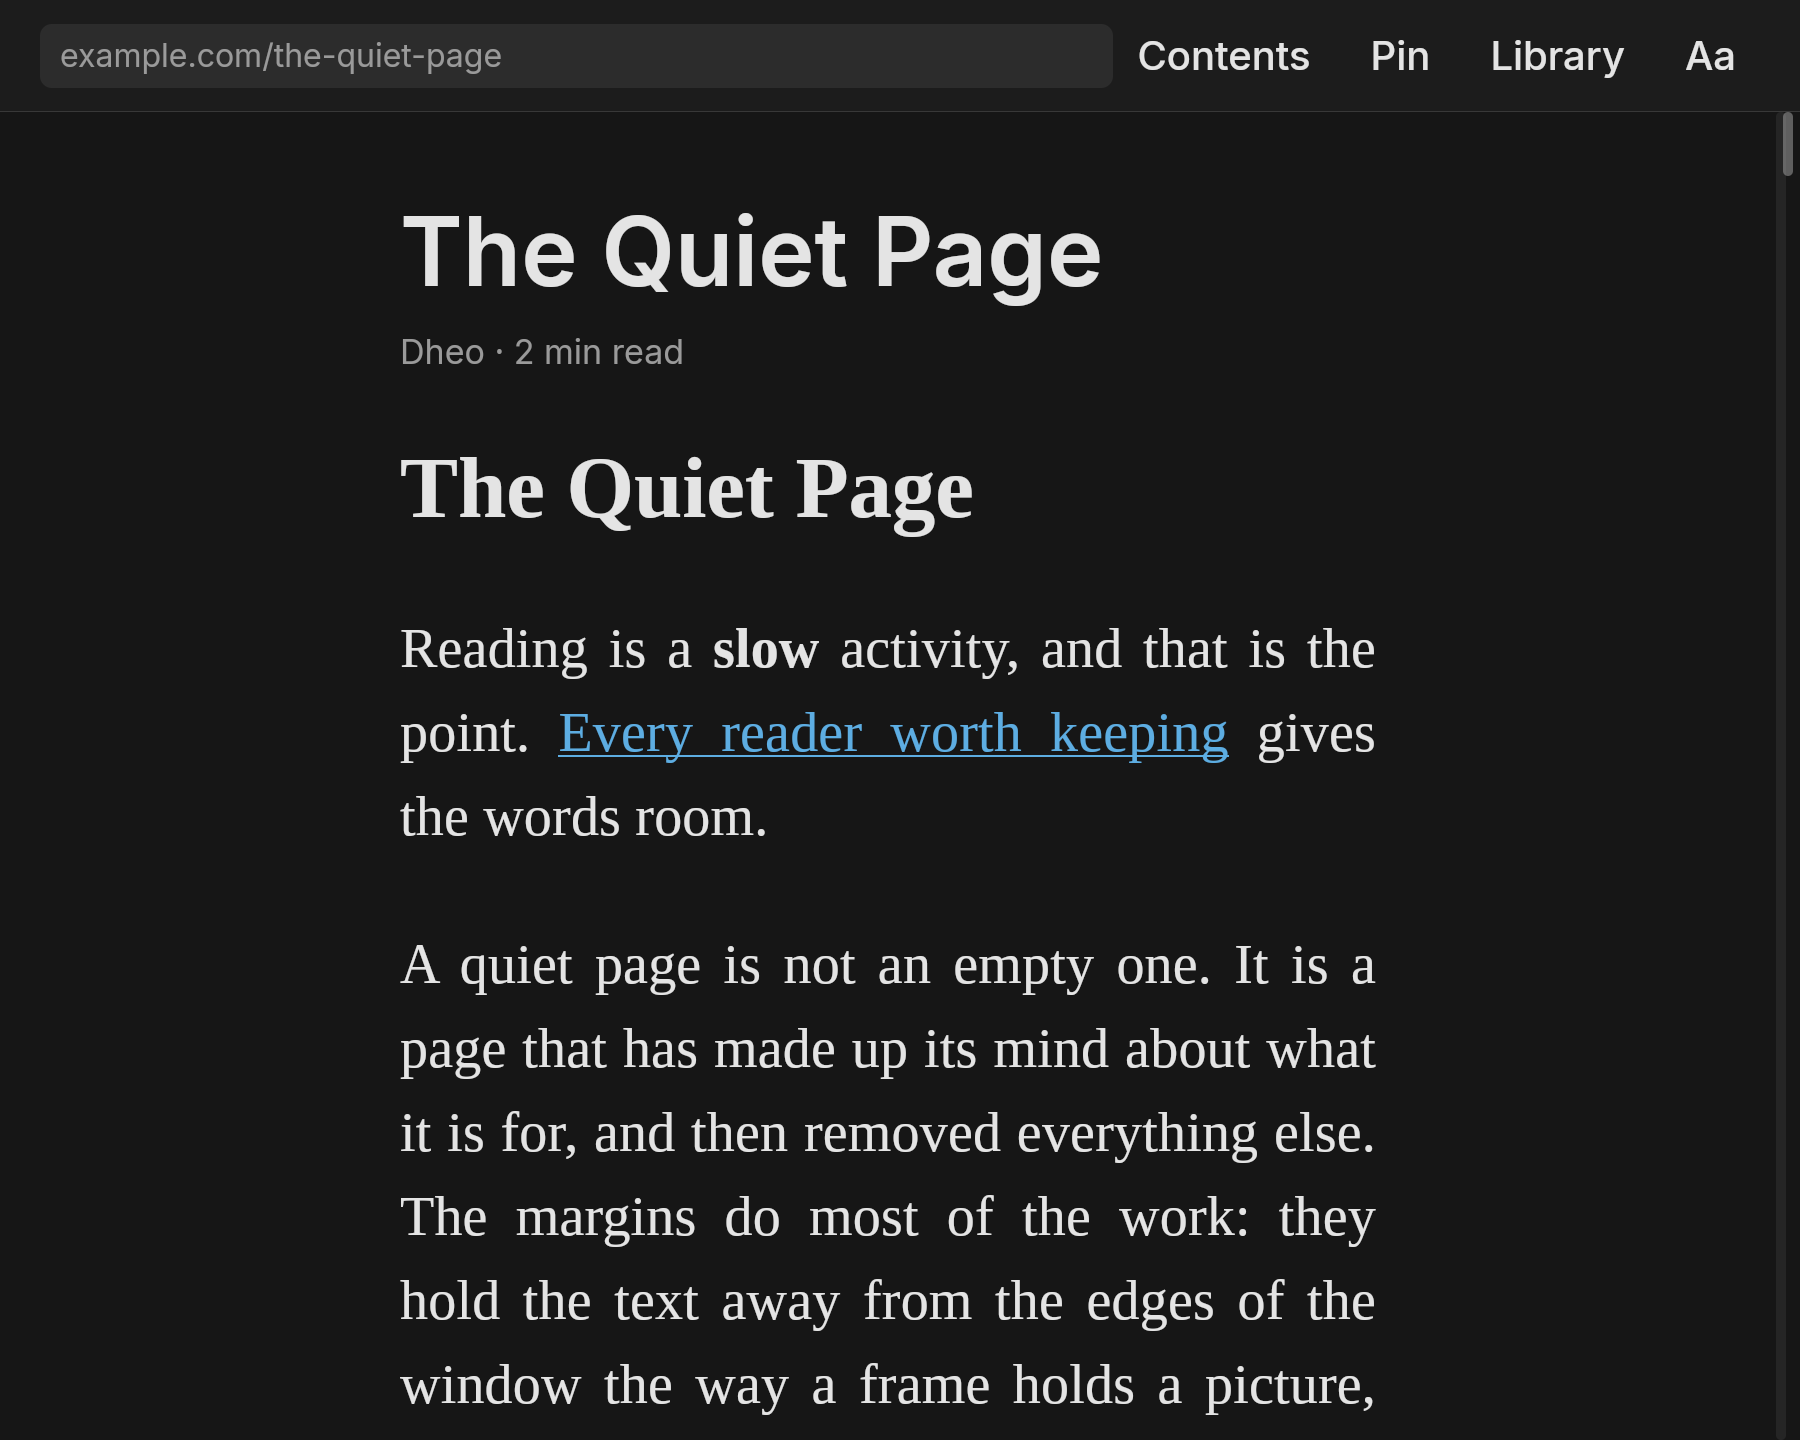 example.com/the-quiet-page
Contents Pin Library Aa
The Quiet Page
Dheo · 2 min read
The Quiet Page
Reading is a slow activity, and that is the
point. Every reader worth keeping gives
the words room.
A quiet page is not an empty one. It is a
page that has made up its mind about what
it is for, and then removed everything else.
The margins do most of the work: they
hold the text away from the edges of the
window the way a frame holds a picture,